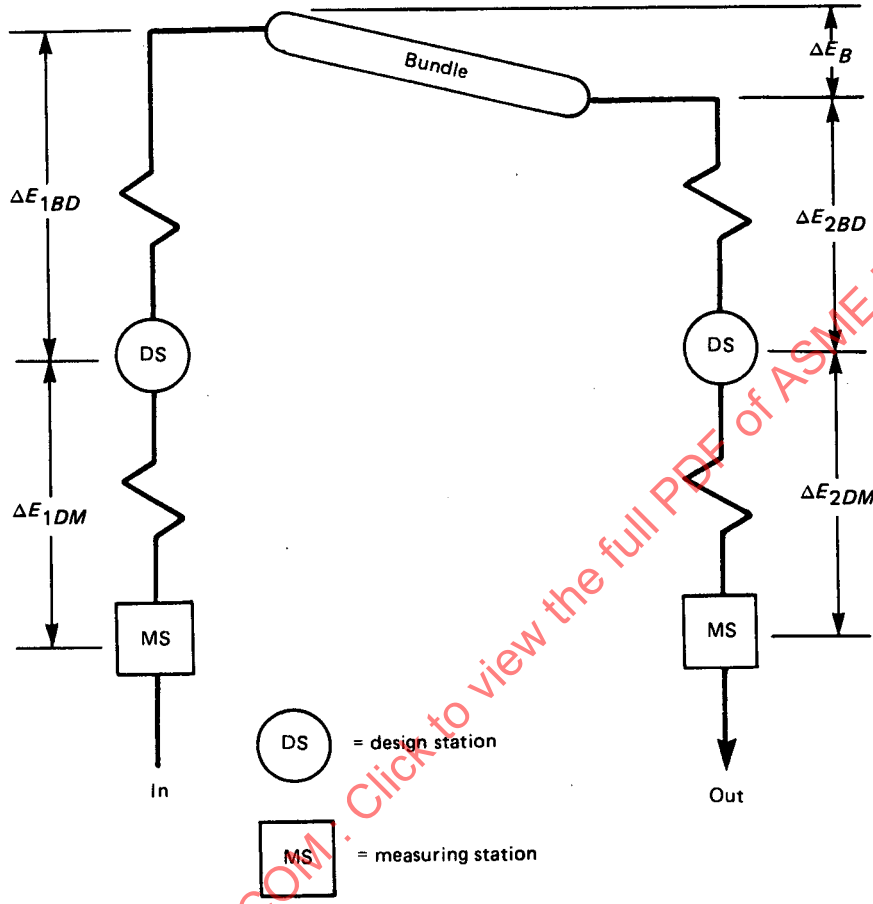 Bundle
ΔE_B
ΔE_1BD
ΔE_2BD
DS
DS
ΔE_1DM
ΔE_2DM
MS
MS
In
Out
DS = design station
MS = measuring station
COM . Click to view the full PDF of ASME